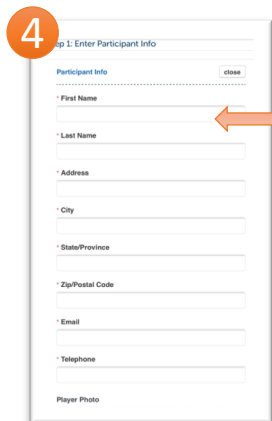 4
ep 1: Enter Participant Info
Participant Info
close
* First Name
* Last Name
* Address
* City
* State/Province
* Zip/Postal Code
* Email
* Telephone
Player Photo